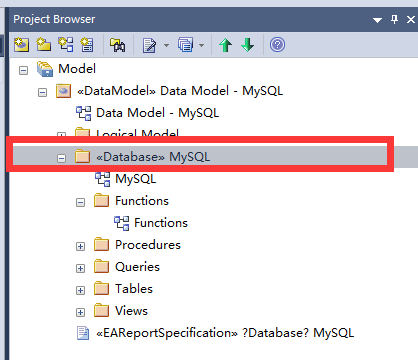 Project Browser
Model
«DataModel» Data Model - MySQL
Data Model - MySQL
Logical Model
«Database» MySQL
MySQL
Functions
Functions
Procedures
Queries
Tables
Views
«EAReportSpecification» ?Database? MySQL